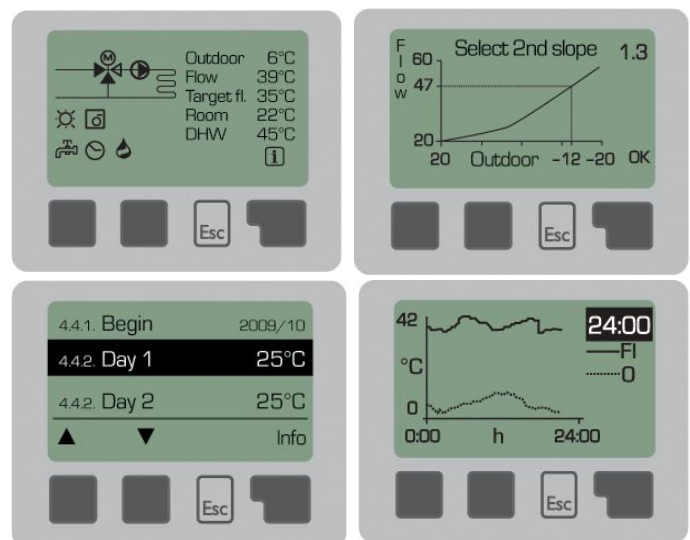 M
Outdoor 6°C
Flow 39°C
Target fl. 35°C
Room 22°C
DHW 45°C
i
Esc
Flow
Select 2nd slope 1.3
60
47
20
20 Outdoor -12 -20 OK
Esc
4.4.1. Begin 2009/10
4.4.2. Day 1 25°C
4.4.2. Day 2 25°C
Info
Esc
42
24:00
Fl
°C
O
0
0:00 h 24:00
Esc